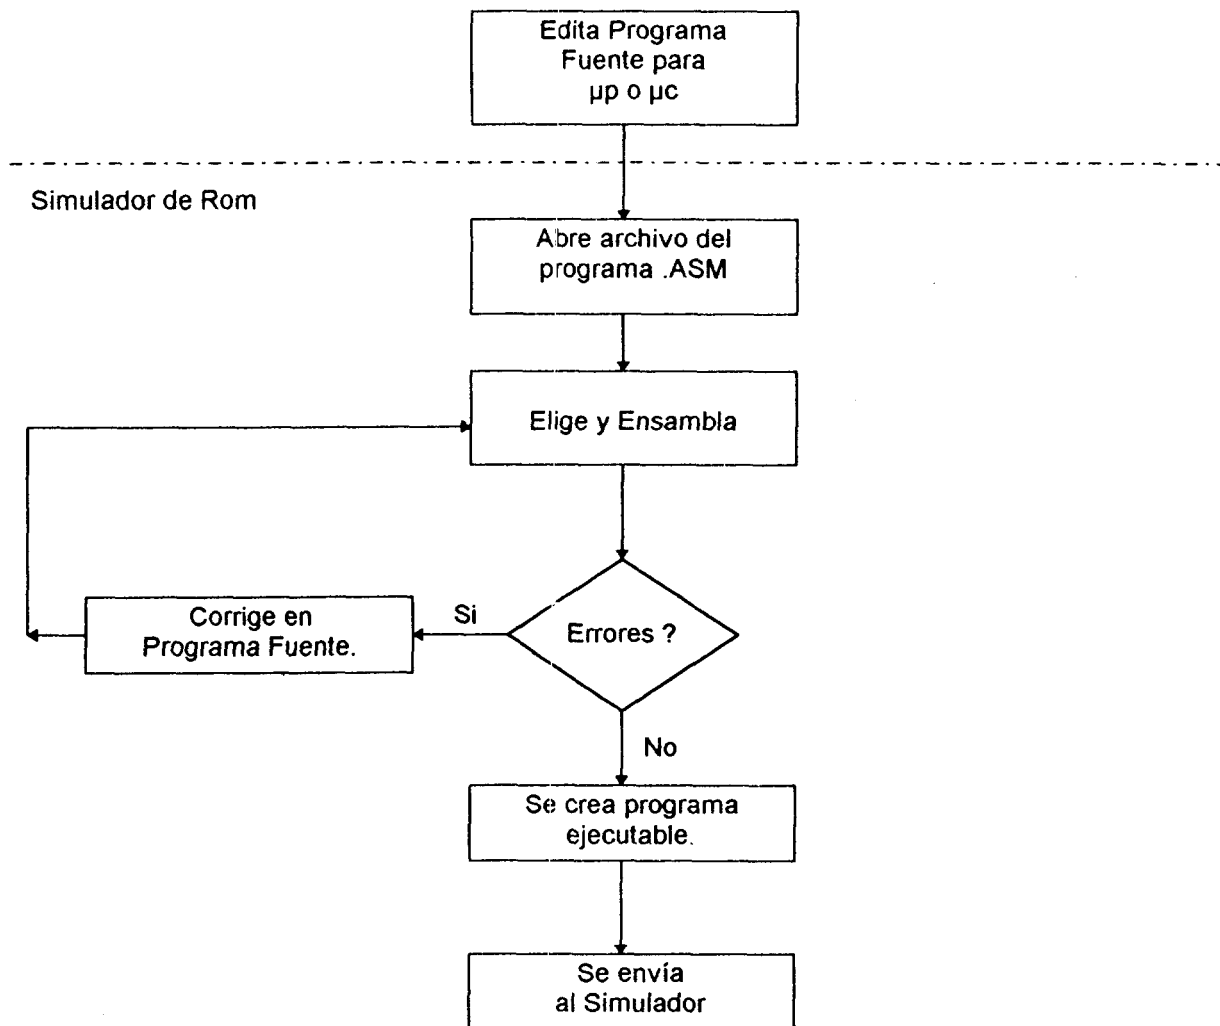 Edita Programa
Fuente para
µp o µc
Simulador de Rom
Abre archivo del
programa .ASM
Elige y Ensambla
Errores ?
Si
Corrige en
Programa Fuente.
No
Se crea programa
ejecutable.
Se envía
al Simulador